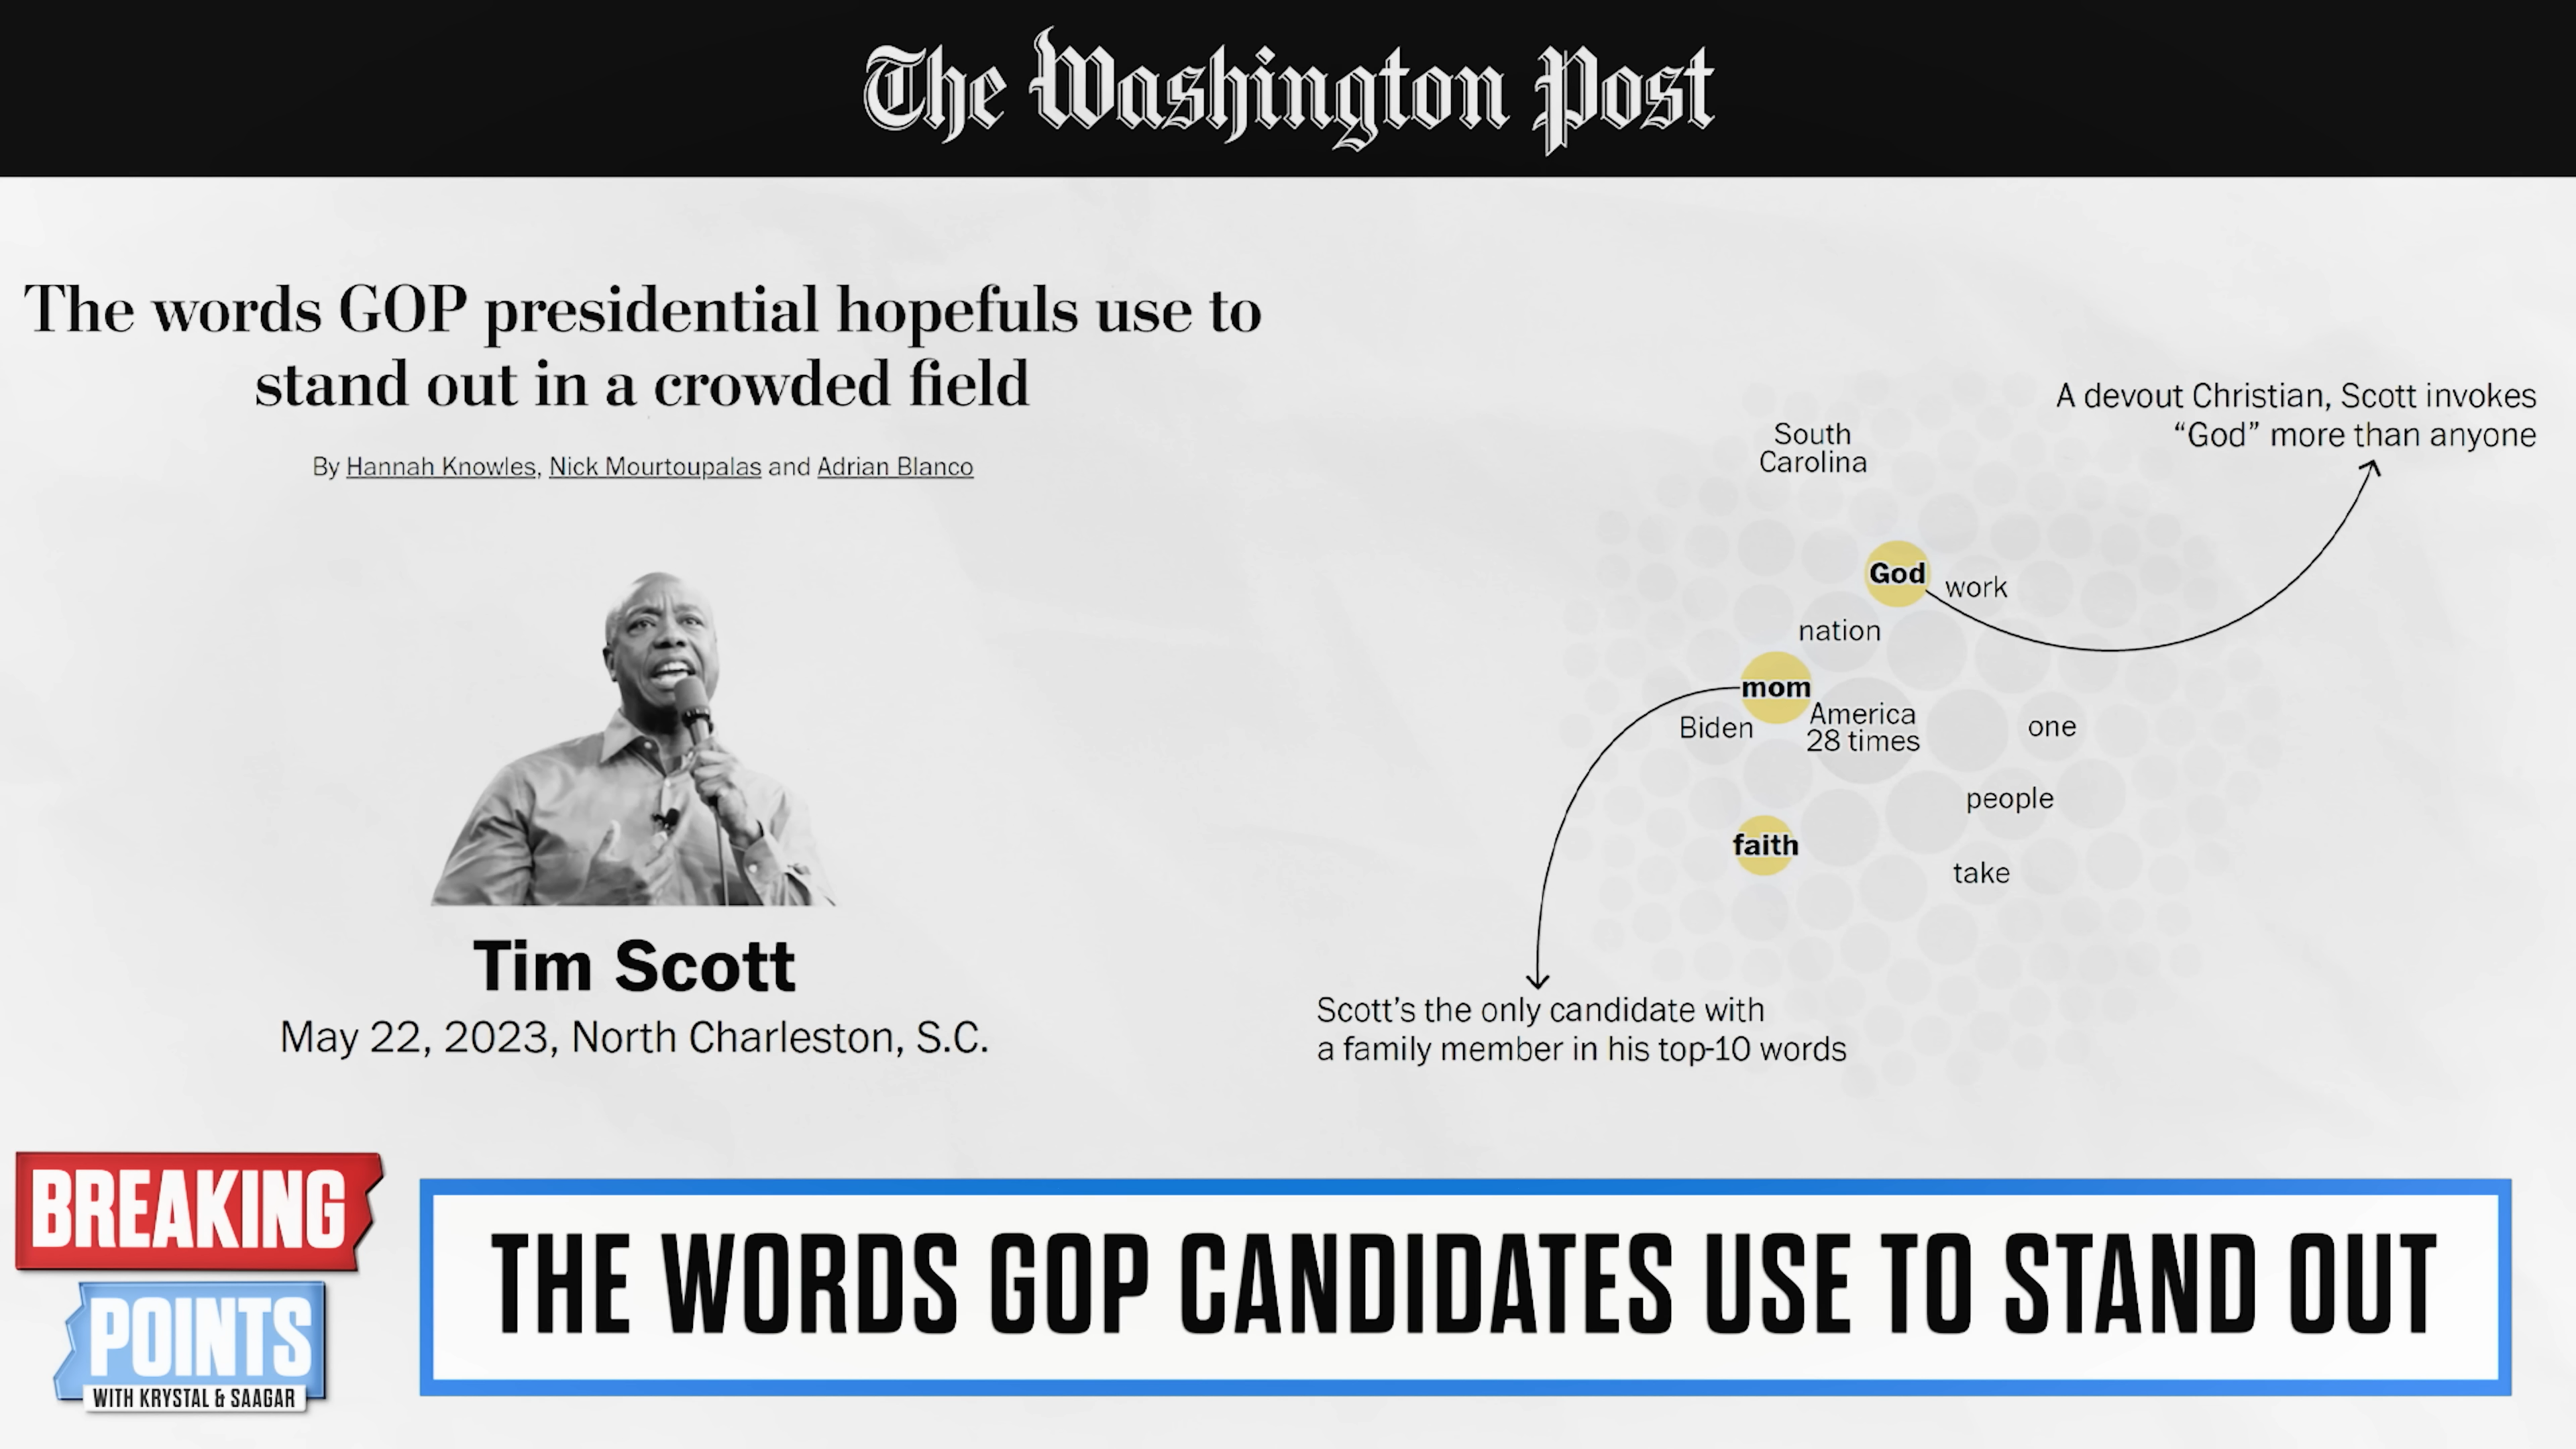 The Washington Post
The words GOP presidential hopefuls use to
stand out in a crowded field
By Hannah Knowles, Nick Mourtoupalas and Adrian Blanco
Tim Scott
May 22, 2023, North Charleston, S.C.
A devout Christian, Scott invokes
“God” more than anyone
South
Carolina
God
work
nation
mom
Biden
America
28 times
one
people
faith
take
Scott’s the only candidate with
a family member in his top-10 words
BREAKING
POINTS
WITH KRYSTAL & SAAGAR
THE WORDS GOP CANDIDATES USE TO STAND OUT